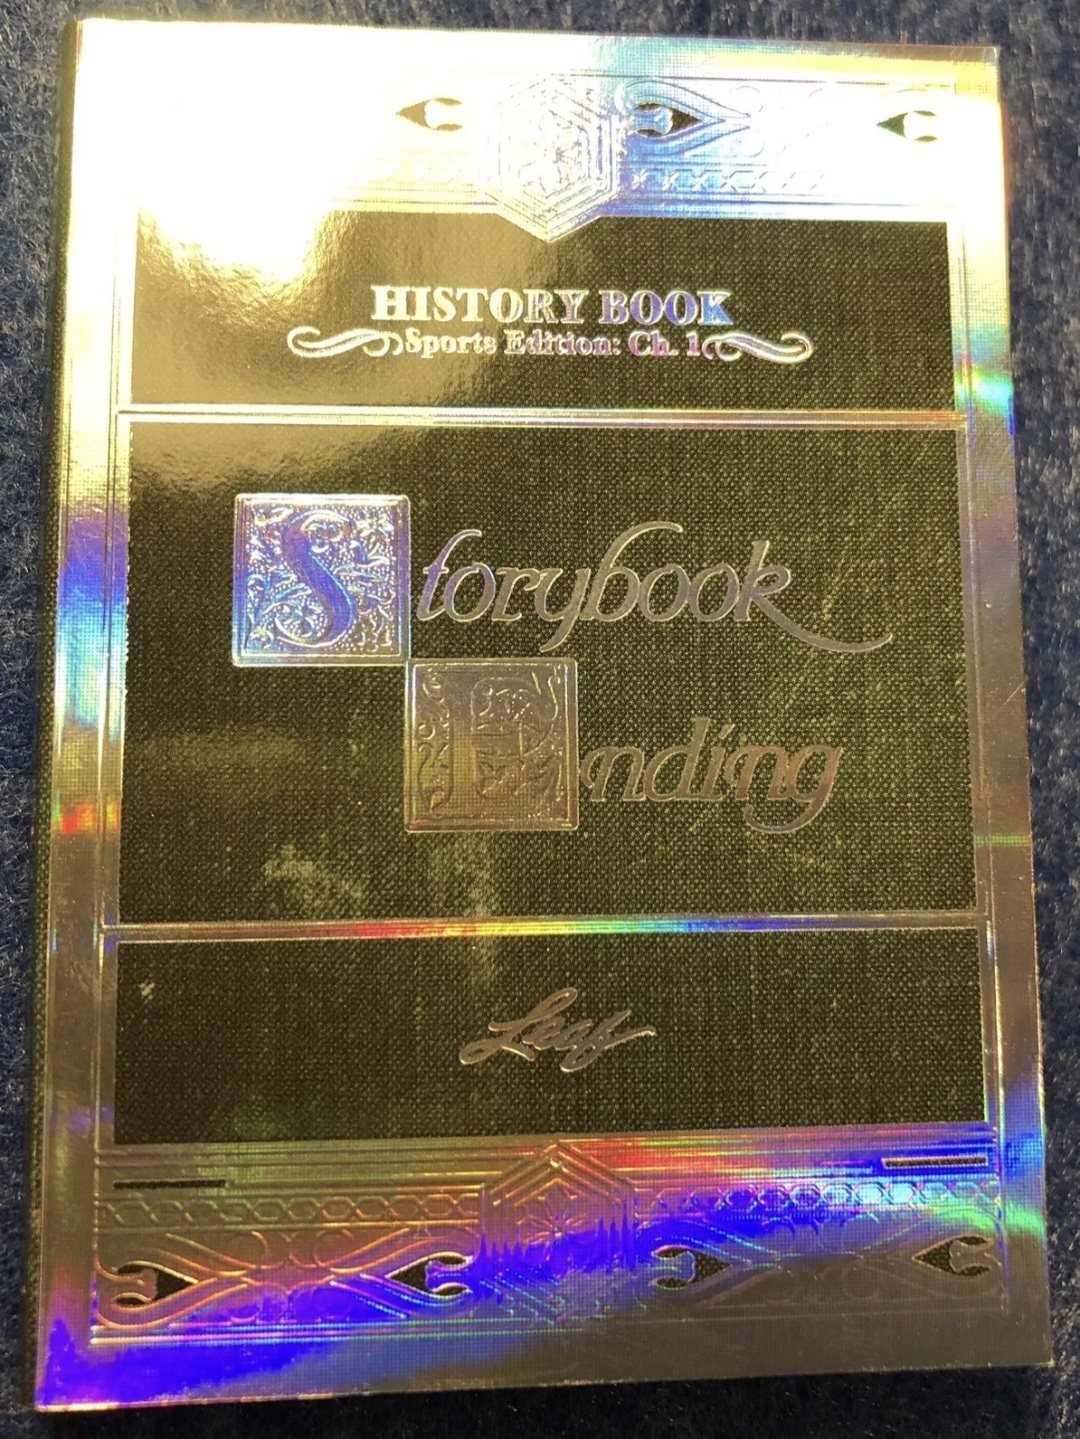 HISTORY BOOK
Sports Edition: Ch. 1
Storybook
Ending
Leaf